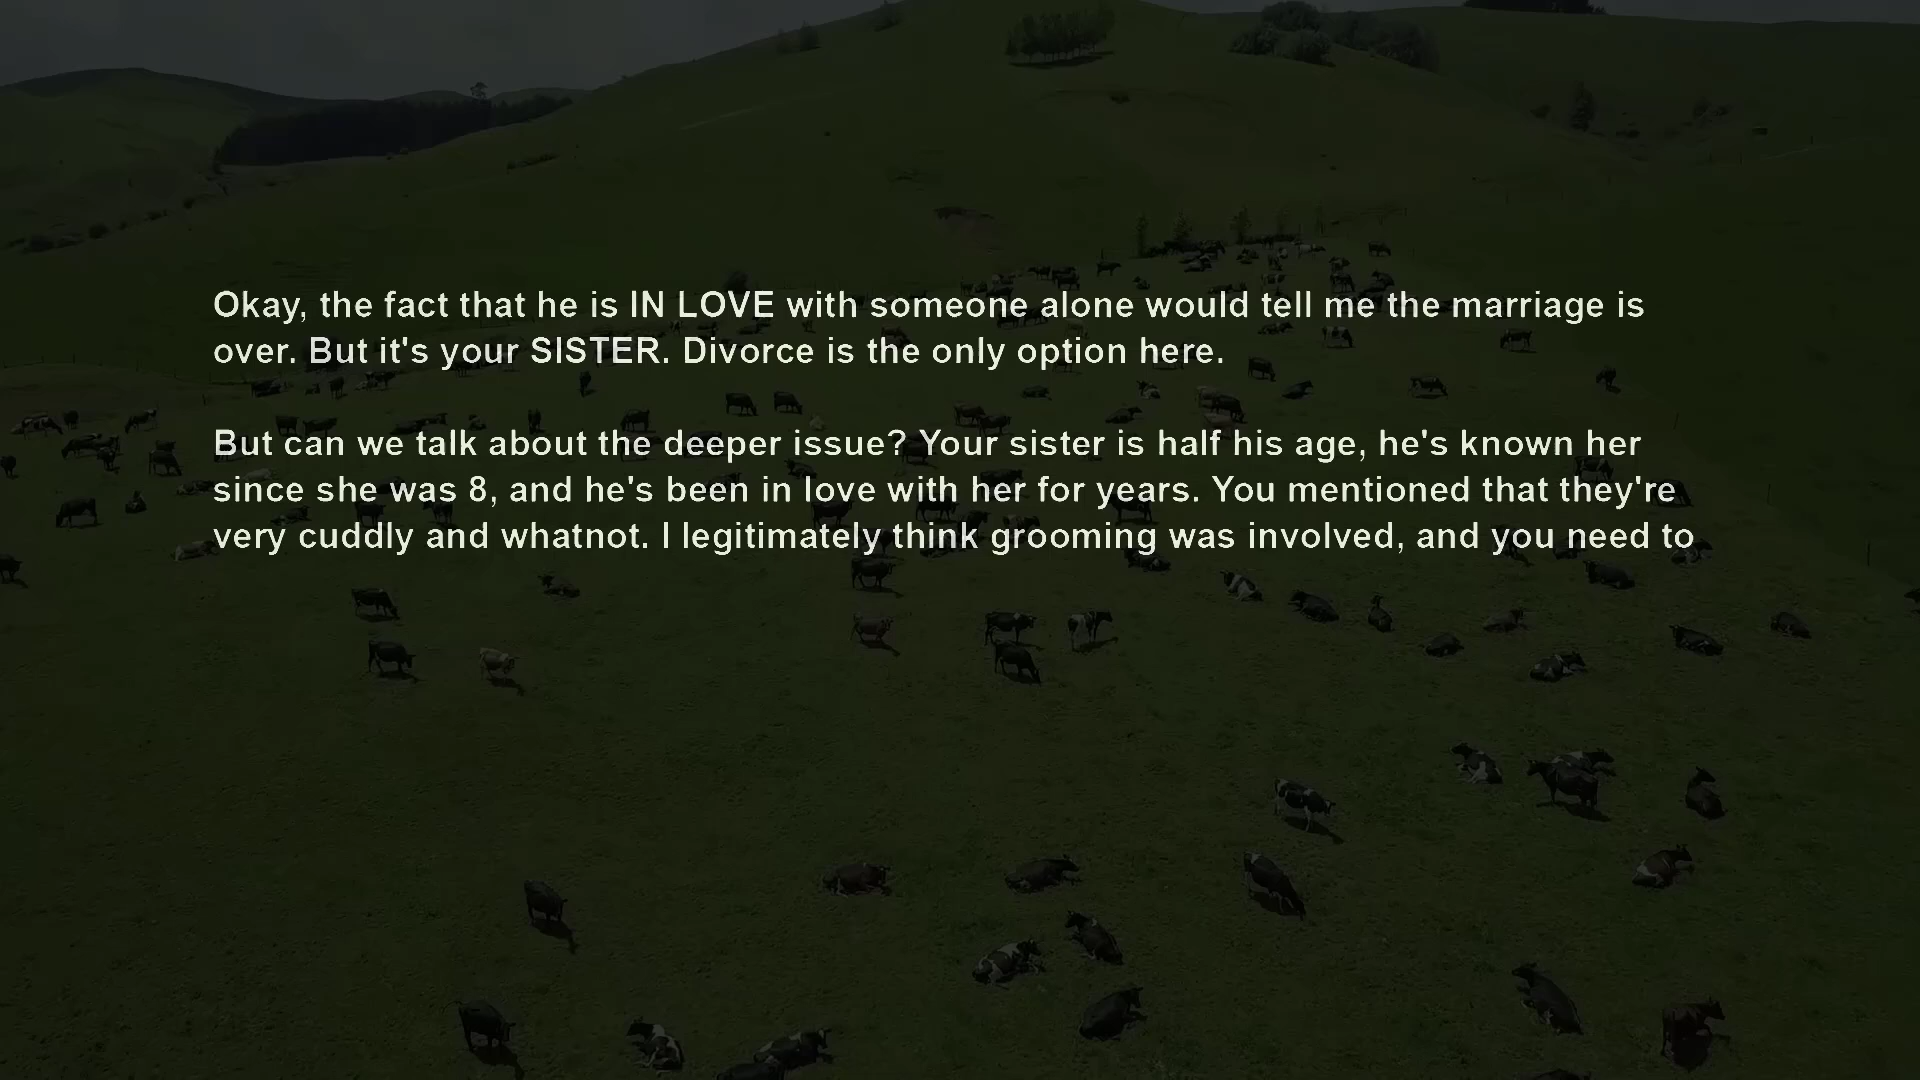 Okay, the fact that he is IN LOVE with someone alone would tell me the marriage is
over. But it's your SISTER. Divorce is the only option here.
But can we talk about the deeper issue? Your sister is half his age, he's known her
since she was 8, and he's been in love with her for years. You mentioned that they're
very cuddly and whatnot. I legitimately think grooming was involved, and you need to